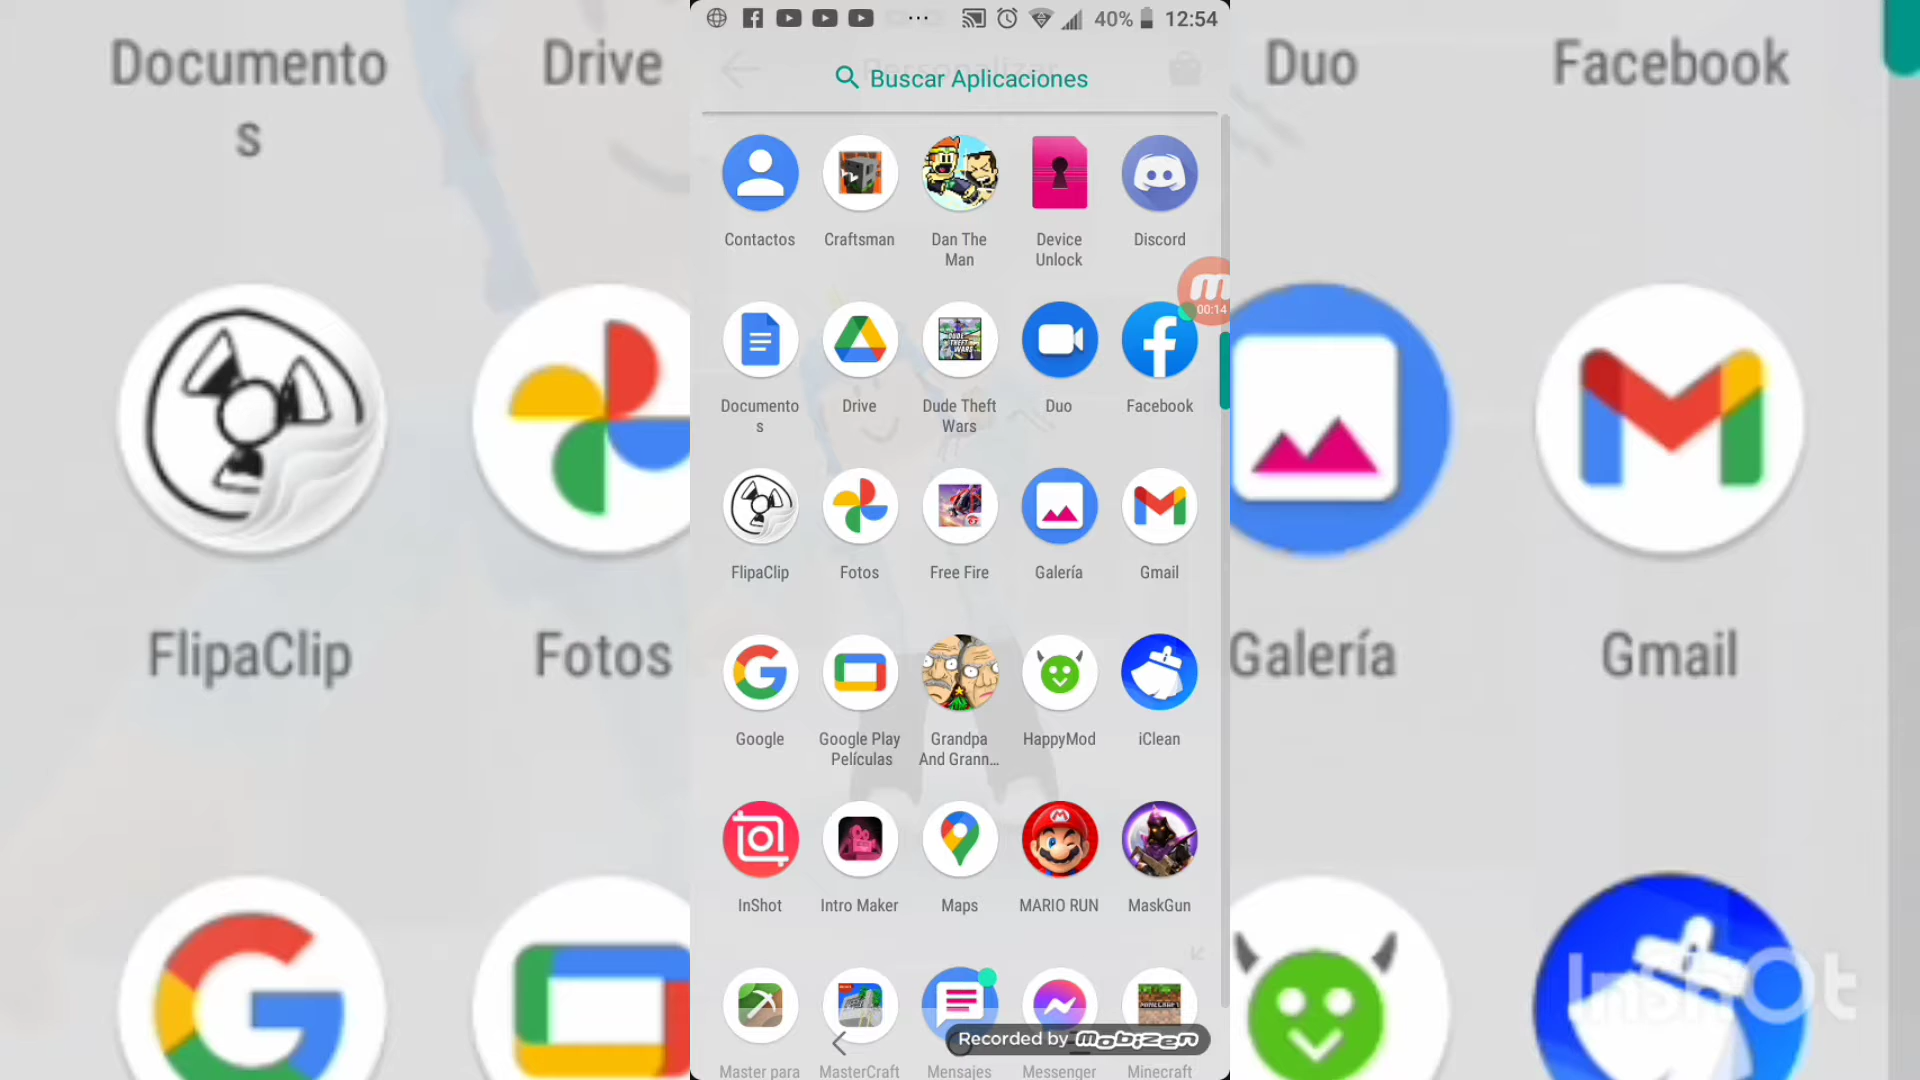 40% 12:54
Buscar Aplicaciones
Contactos Craftsman Dan The Man Device Unlock Discord
00:14
Documentos Drive Dude Theft Wars Duo Facebook
FlipaClip Fotos Free Fire Galería Gmail
Google Google Play Películas Grandpa And Grann... HappyMod iClean
InShot Intro Maker Maps MARIO RUN MaskGun
Master para MasterCraft Mensajes Messenger Minecraft
Recorded by mobizen
Documentos Drive Duo Facebook
FlipaClip Fotos Galería Gmail
InShot